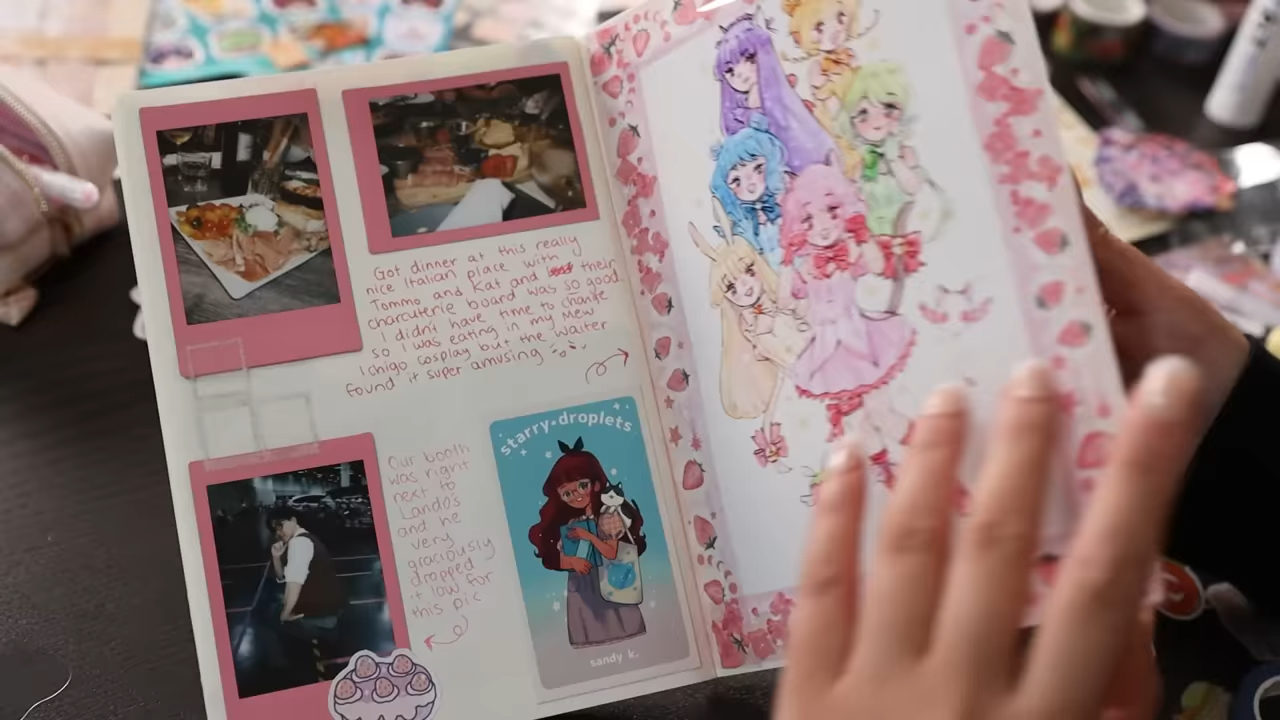 Got dinner at this really
nice Italian place with
Tommo and Kat and their
charcuterie board was so good
I didn't have time to change
so I was eating in my Mew
Ichigo cosplay but the waiter
found it super amusing
Our booth
was right
next to
Lando's
and he
very
graciously
dropped
it low for
this pic
starry·droplets
sandy k.